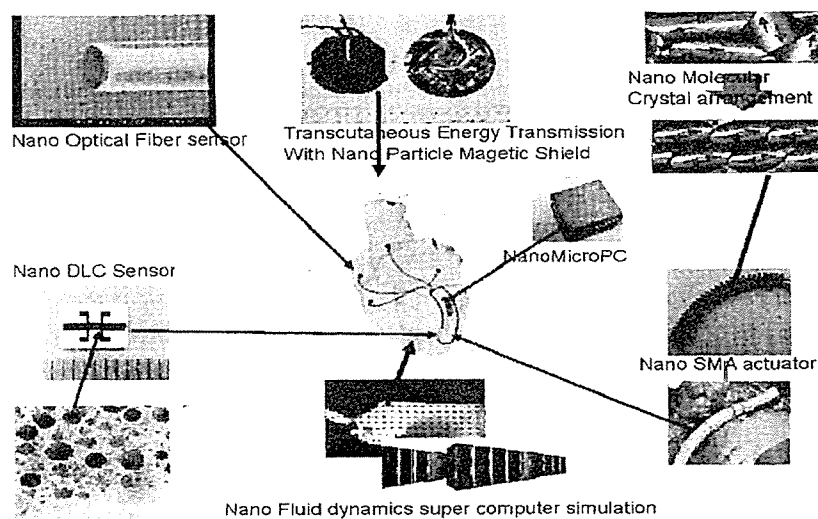 Nano Optical Fiber sensor
Transcutaneous Energy Transmission
With Nano Particle Magetic Shield
Nano Molecular
Crystal arrangement
NanoMicroPC
Nano DLC Sensor
Nano SMA actuator
Nano Fluid dynamics super computer simulation